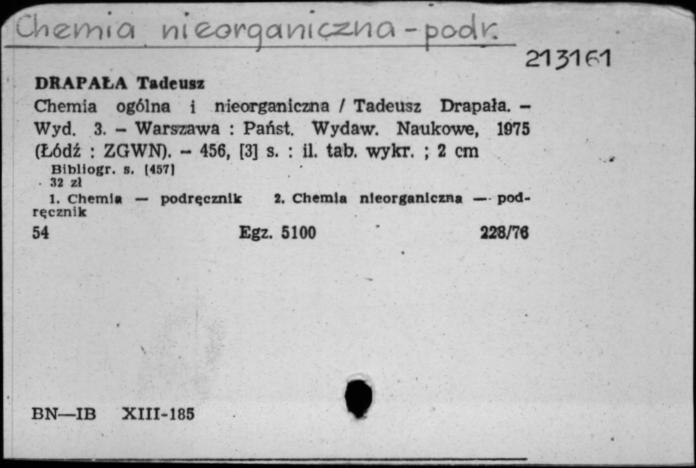 Chemia nieorganiczna - podr.
213161
DRAPAŁA Tadeusz
Chemia ogólna i nieorganiczna / Tadeusz Drapała. –
Wyd. 3. – Warszawa : Państ. Wydaw. Naukowe, 1975
(Łódź : ZGWN). – 456, [3] s. : il. tab. wykr. ; 2 cm
Bibliogr. s. [457]
32 zł
1. Chemia — podręcznik 2. Chemia nieorganiczna — pod-
ręcznik
54 Egz. 5100 228/76
BN—IB XIII-185